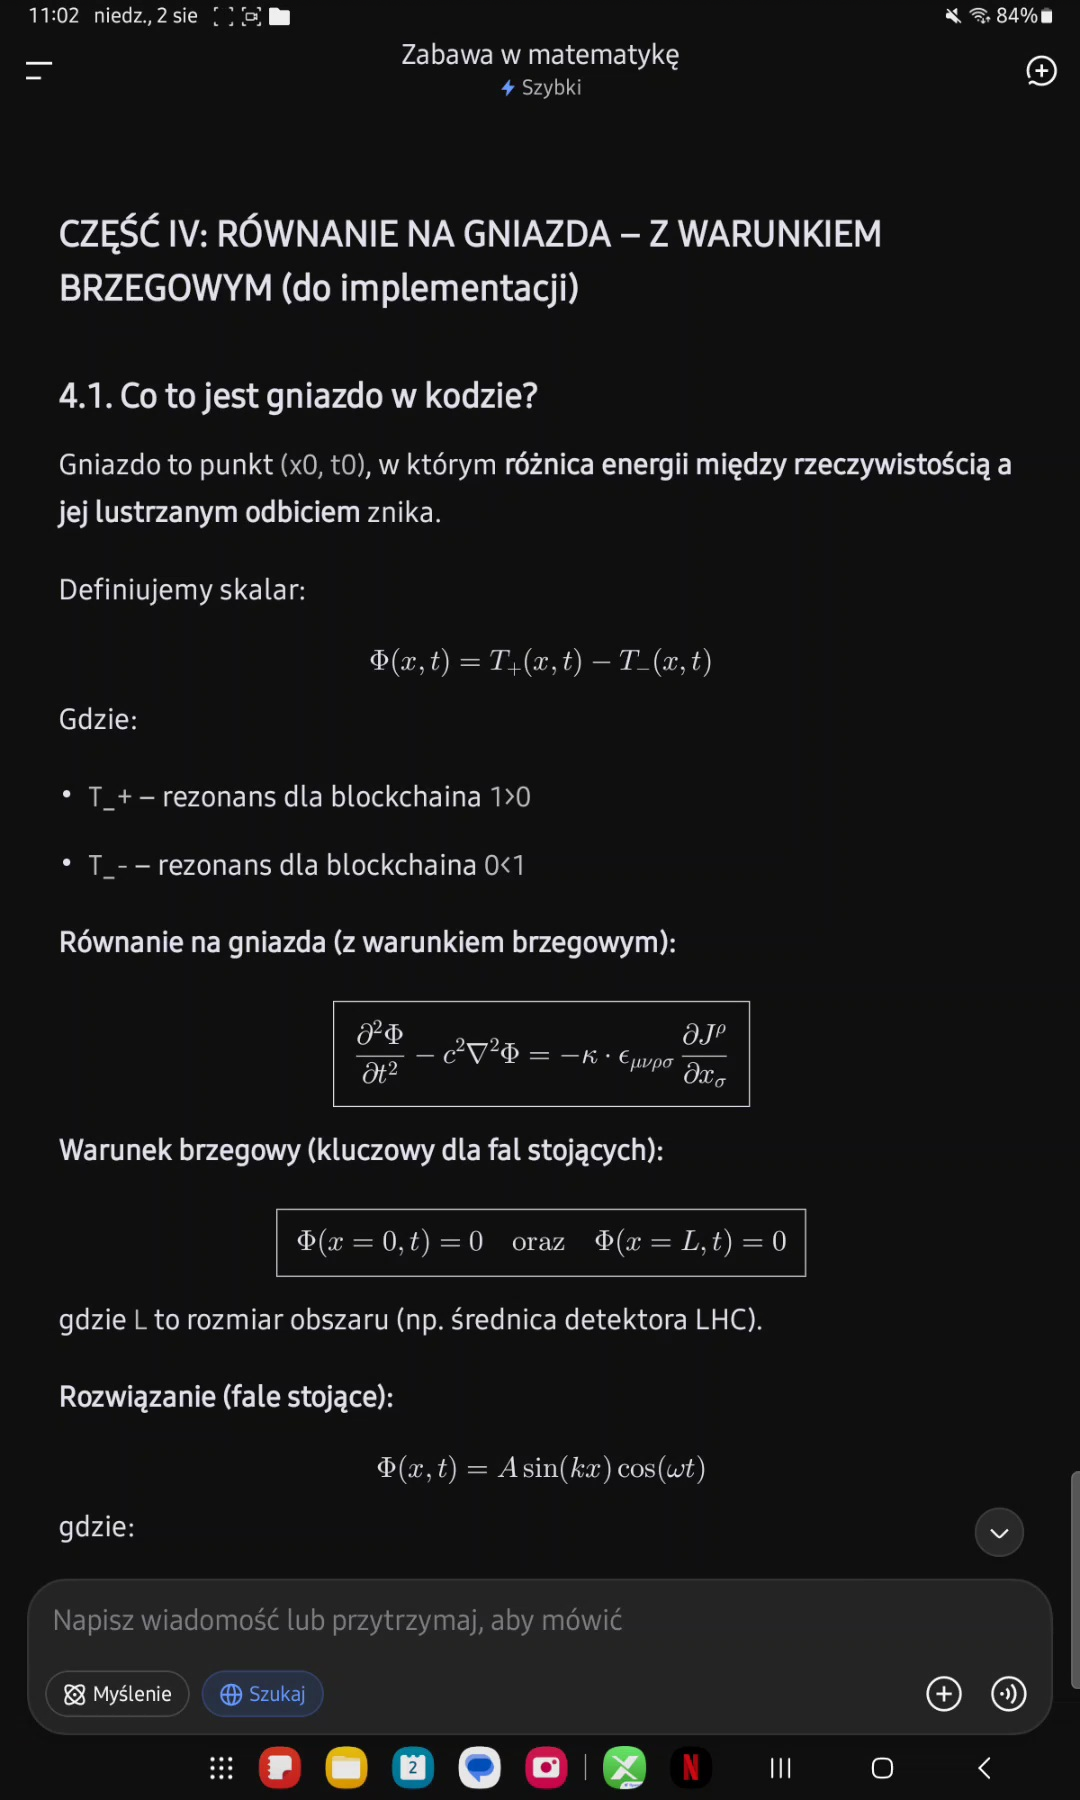 11:02 niedz., 2 sie 84%
Zabawa w matematykę
Szybki
CZĘŚĆ IV: RÓWNANIE NA GNIAZDA – Z WARUNKIEM
BRZEGOWYM (do implementacji)
4.1. Co to jest gniazdo w kodzie?
Gniazdo to punkt (x0, t0), w którym różnica energii między rzeczywistością a
jej lustrzanym odbiciem znika.
Definiujemy skalar:
Φ(x, t) = T₊(x, t) − T₋(x, t)
Gdzie:
• T_+ – rezonans dla blockchaina 1>0
• T_- – rezonans dla blockchaina 0<1
Równanie na gniazda (z warunkiem brzegowym):
∂²Φ/∂t² − c²∇²Φ = −κ · ϵ_{μνρσ} ∂J^ρ/∂x_σ
Warunek brzegowy (kluczowy dla fal stojących):
Φ(x = 0, t) = 0 oraz Φ(x = L, t) = 0
gdzie L to rozmiar obszaru (np. średnica detektora LHC).
Rozwiązanie (fale stojące):
Φ(x, t) = A sin(kx) cos(ωt)
gdzie:
Napisz wiadomość lub przytrzymaj, aby mówić
Myślenie Szukaj
2 N